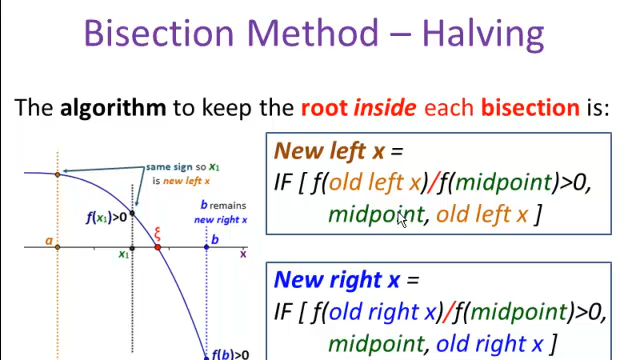 Bisection Method – Halving
The algorithm to keep the root inside each bisection is:
same sign so x1
is new left x
f(x1)>0
b remains
new right x
ξ
a
x1
b
x
f(b)>0
New left x =
IF [ f(old left x)/f(midpoint)>0,
midpoint, old left x ]
New right x =
IF [ f(old right x)/f(midpoint)>0,
midpoint, old right x ]